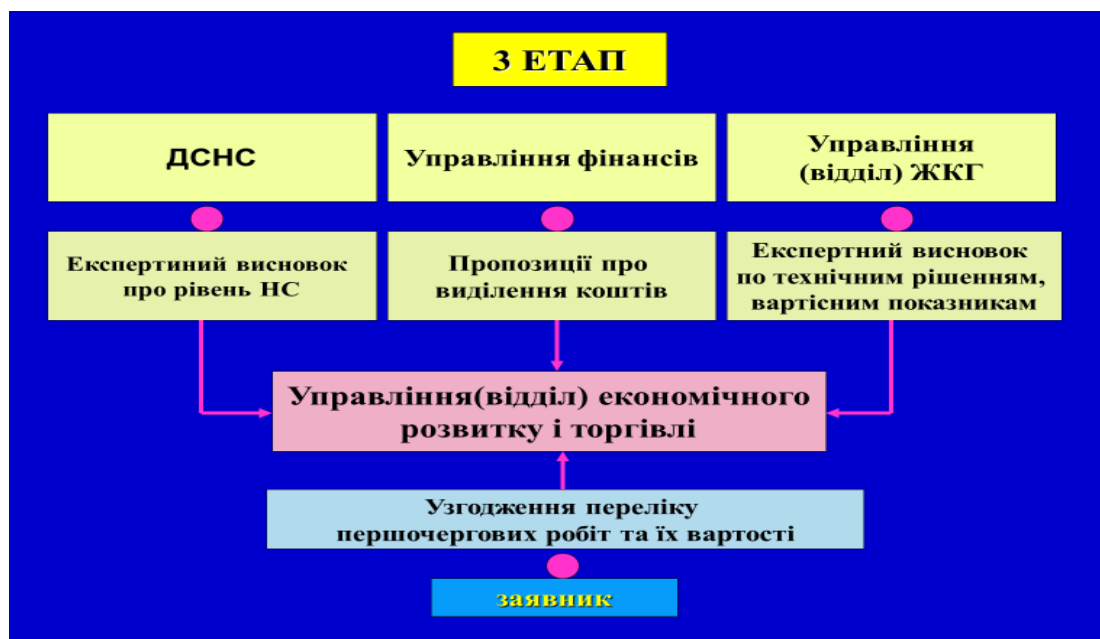 3 ЕТАП
ДСНС
Управління фінансів
Управління
(відділ) ЖКГ
Експертиний висновок
про рівень НС
Пропозиції про
виділення коштів
Експертний висновок
по технічним рішенням,
вартісним показникам
Управління(відділ) економічного
розвитку і торгівлі
Узгодження переліку
першочергових робіт та їх вартості
заявник